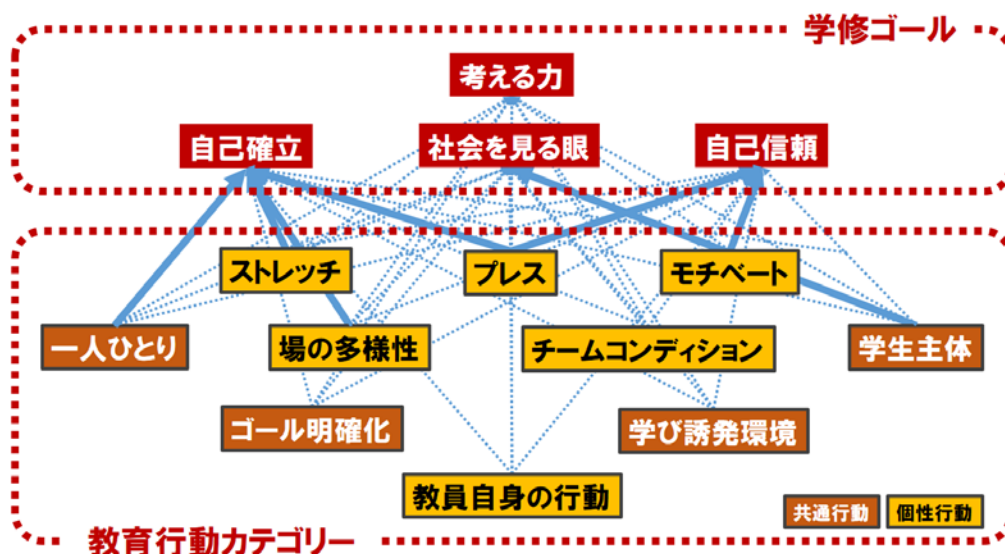 学修ゴール
考える力
自己確立
社会を見る眼
自己信頼
ストレッチ
プレス
モチベート
一人ひとり
場の多様性
チームコンディション
学生主体
ゴール明確化
学び誘発環境
教員自身の行動
共通行動
個性行動
教育行動カテゴリー